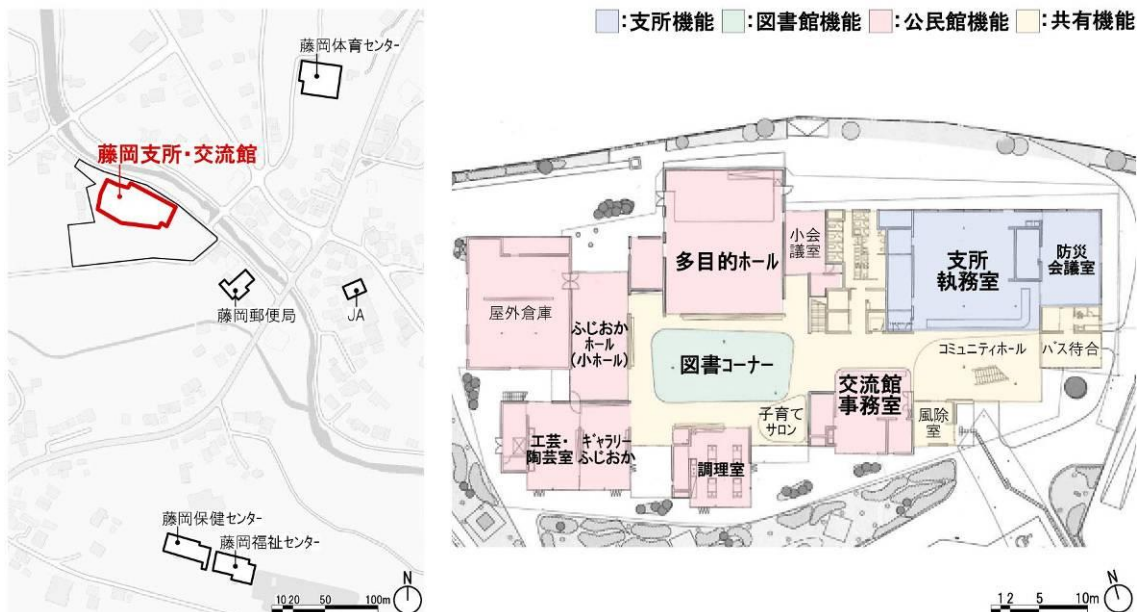 :支所機能 :図書館機能 :公民館機能 :共有機能
藤岡体育センター
藤岡支所・交流館
藤岡郵便局
JA
藤岡保健センター
藤岡福祉センター
10 20 50 100m
N
多目的ホール
小会
議室
支所
執務室
防災
会議室
屋外倉庫
ふじおか
ホール
(小ホール)
図書コーナー
コミュニティホール
バス待合
交流館
事務室
子育て
サロン
風除
室
工芸・
陶芸室
ギャラリー
ふじおか
調理室
1 2 5 10m
N